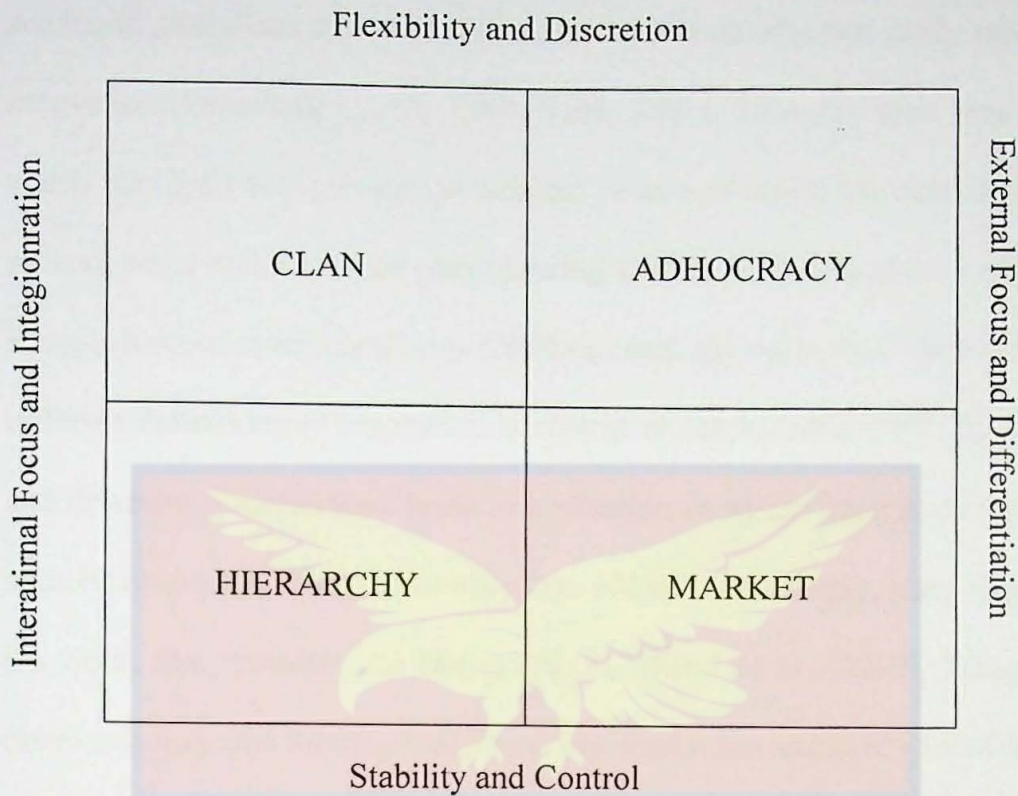 Flexibility and Discretion
Interatirnal Focus and Integionration
External Focus and Differentiation
CLAN
ADHOCRACY
HIERARCHY
MARKET
Stability and Control